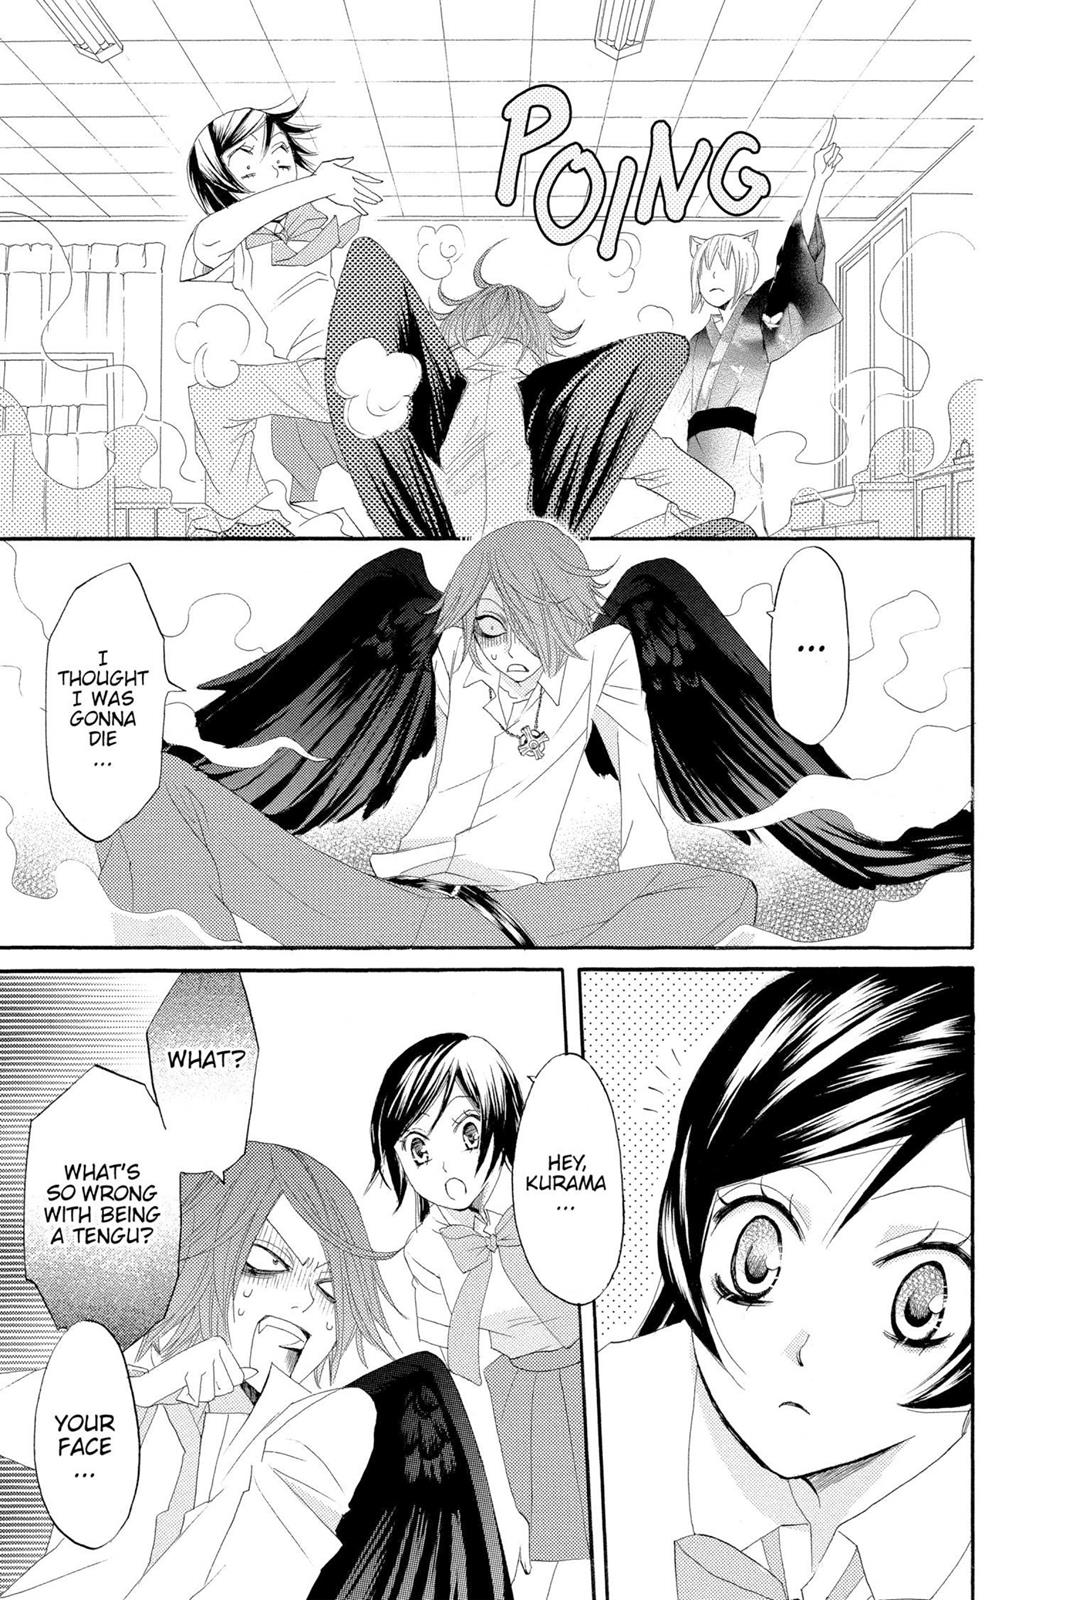 POING
...
I
THOUGHT
I WAS
GONNA
DIE
...
HEY,
KURAMA
...
WHAT?
WHAT'S
SO WRONG
WITH BEING
A TENGU?
YOUR
FACE
...